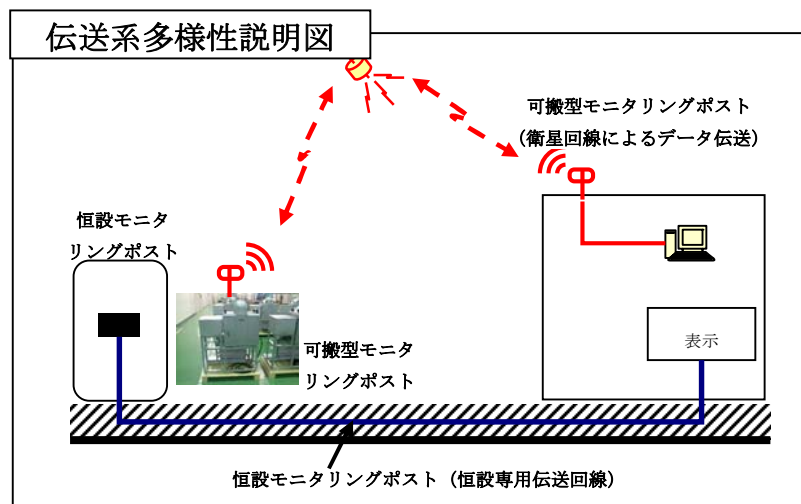 伝送系多様性説明図
可搬型モニタリングポスト
（衛星回線によるデータ伝送）
恒設モニタ
リングポスト
可搬型モニタ
リングポスト
表示
恒設モニタリングポスト（恒設専用伝送回線）